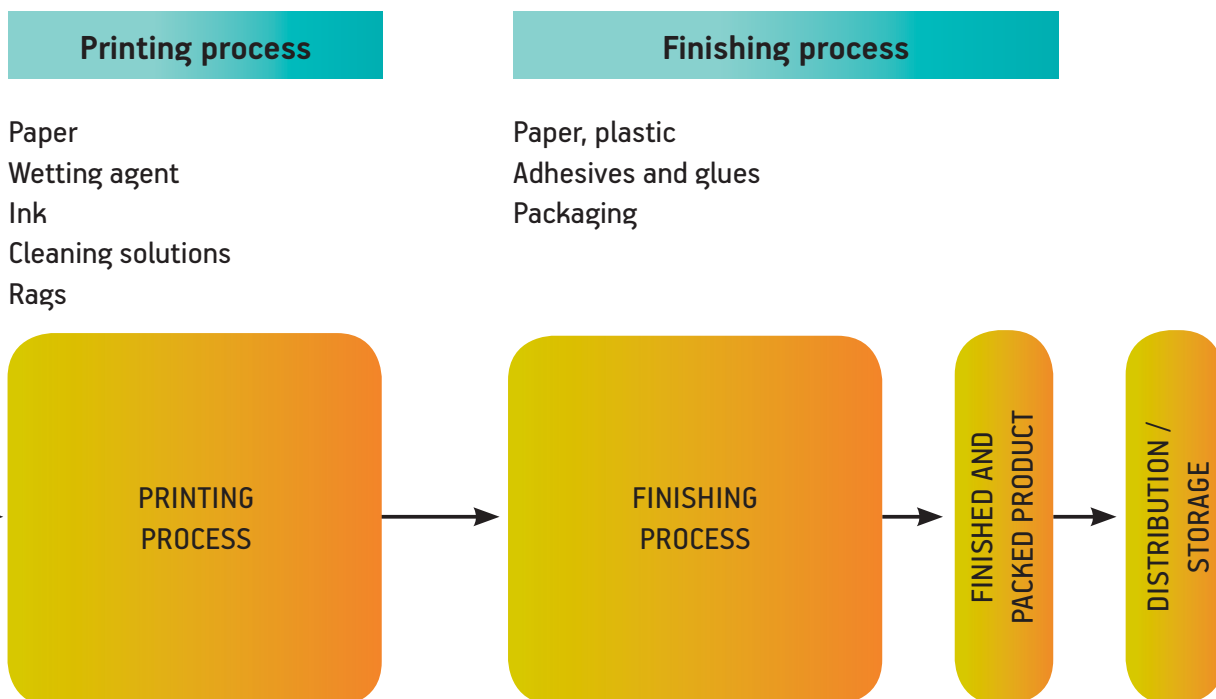 Printing process
Paper
Wetting agent
Ink
Cleaning solutions
Rags
Finishing process
Paper, plastic
Adhesives and glues
Packaging
PRINTING
PROCESS
FINISHING
PROCESS
FINISHED AND
PACKED PRODUCT
DISTRIBUTION /
STORAGE